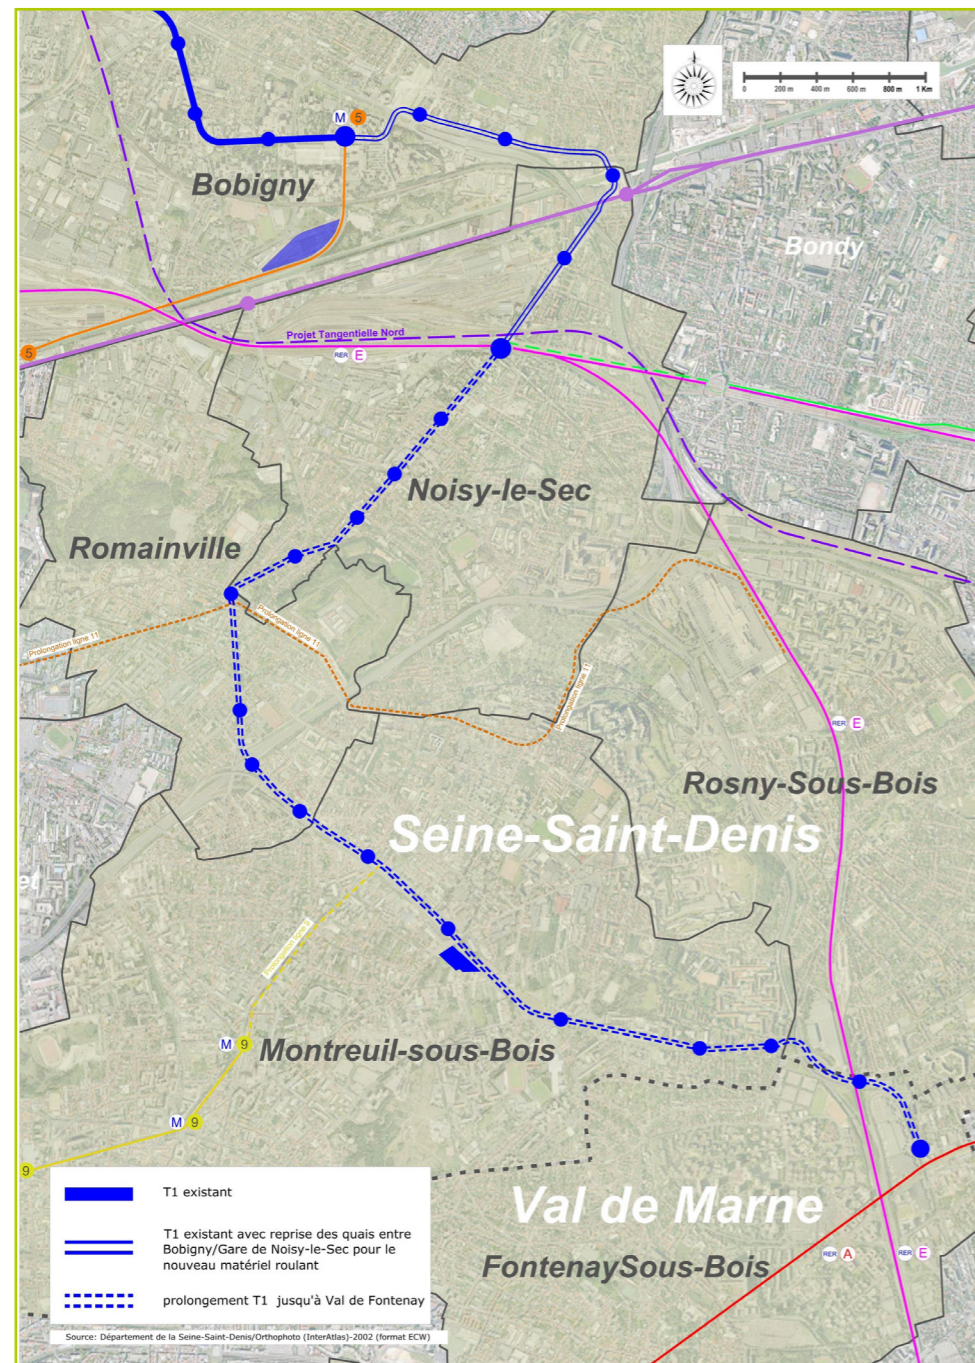 0
200 m
400 m
600 m
800 m
1 Km
M 5
Bobigny
Bondy
Projet Tangentielle Nord
5
RER E
Noisy-le-Sec
Romainville
Prolongation ligne 11
Prolongation ligne 11
Prolongation ligne 11
RER E
Rosny-Sous-Bois
Seine-Saint-Denis
et
M 9
Montreuil-sous-Bois
M 9
9
Val de Marne
FontenaySous-Bois
RER A
RER E
T1 existant
T1 existant avec reprise des quais entre
Bobigny/Gare de Noisy-le-Sec pour le
nouveau matériel roulant
prolongement T1 jusqu'à Val de Fontenay
Source: Département de la Seine-Saint-Denis/Orthophoto (InterAtlas)-2002 (format ECW)